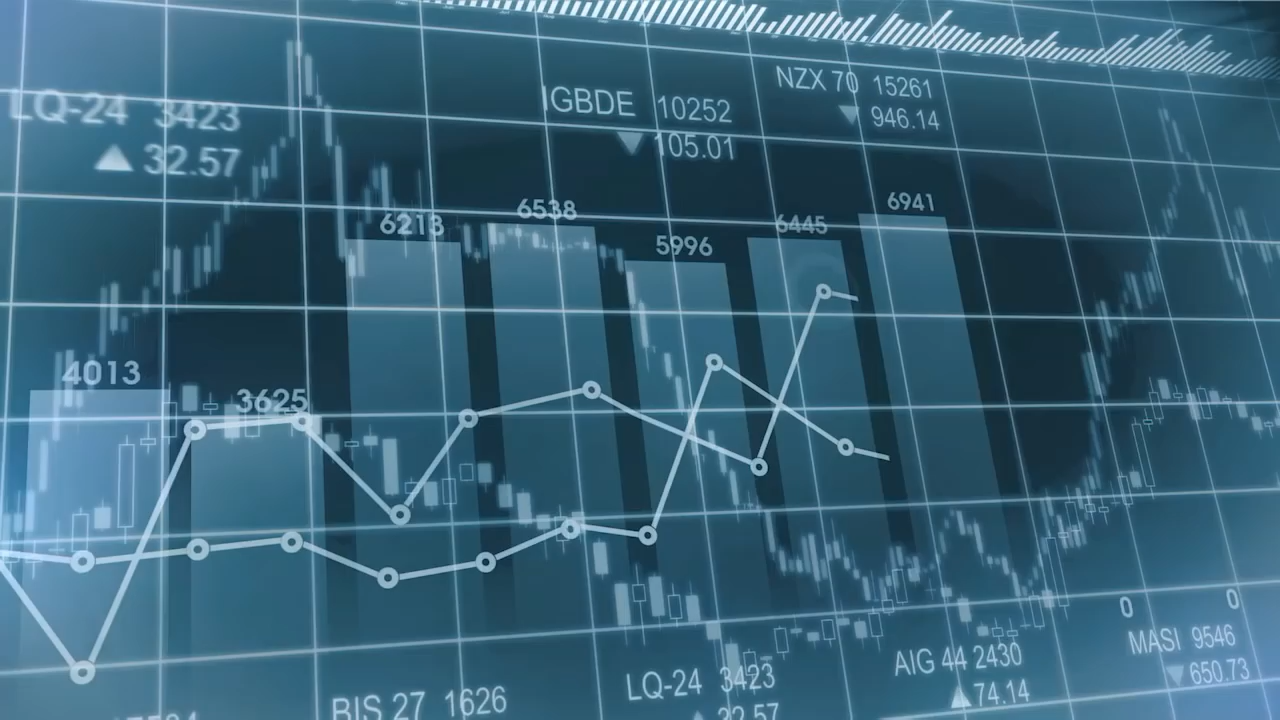 NZX 70 15261
▼ 946.14
LQ-24 3423
▲ 32.57
IGBDE 10252
▼ 105.01
6941
6538
6213
6445
5996
4013
3625
0 0
MASI 9546
▼ 650.73
AIG 44 2430
▲ 74.14
LQ-24 3423
32.57
BIS 27 1626